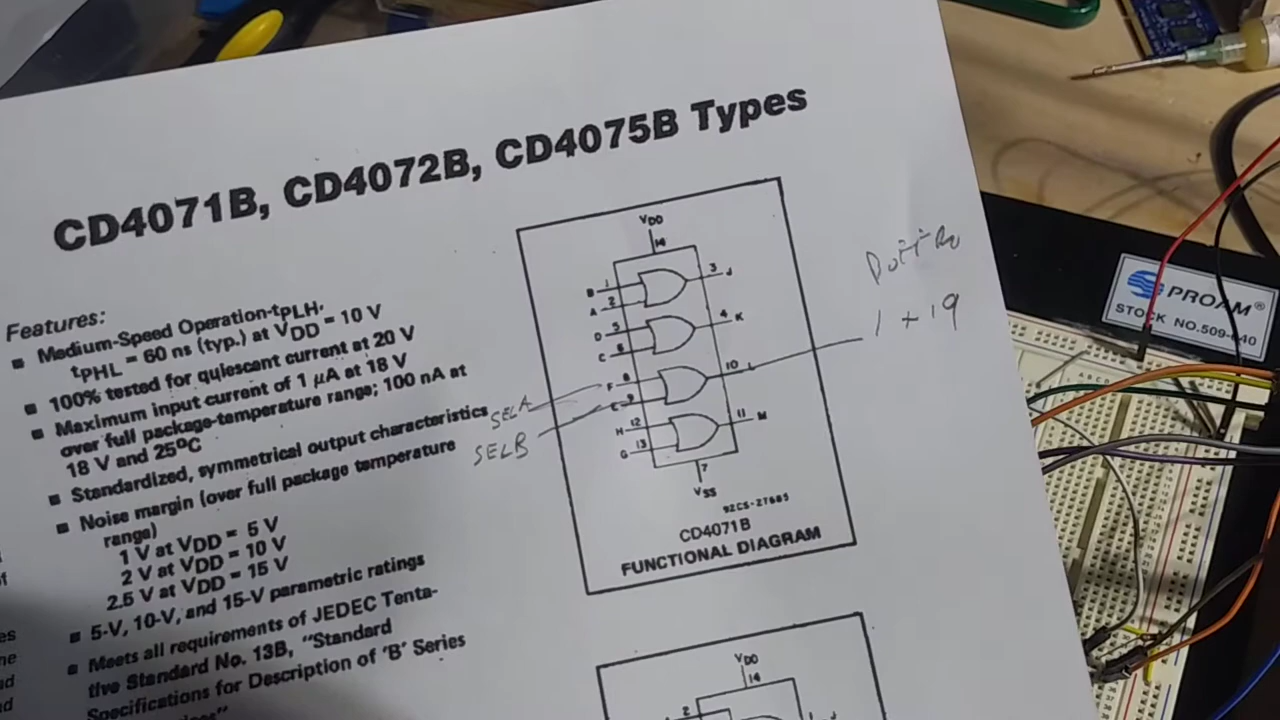 CD4071B, CD4072B, CD4075B Types
Features:
■ Medium-Speed Operation-tPLH,
tPHL = 60 ns (typ.) at VDD = 10 V
■ 100% tested for quiescent current at 20 V
■ Maximum input current of 1 μA at 18 V
over full package-temperature range; 100 nA at
18 V and 25°C
■ Standardized, symmetrical output characteristics
■ Noise margin (over full package temperature
range)
1 V at VDD = 5 V
2 V at VDD = 10 V
2.5 V at VDD = 15 V
■ 5-V, 10-V, and 15-V parametric ratings
■ Meets all requirements of JEDEC Tenta-
tive Standard No. 13B, "Standard
Specifications for Description of 'B' Series
VDD
14
B 1
A 2
3 J
D 5
C 6
4 K
F 8
E 9
10 L
H 12
G 13
11 M
7
VSS
92CS-27685
CD4071B
FUNCTIONAL DIAGRAM
SELA
SELB
1 + 19
VDD
14
2
PROAM®
STOCK NO.509-